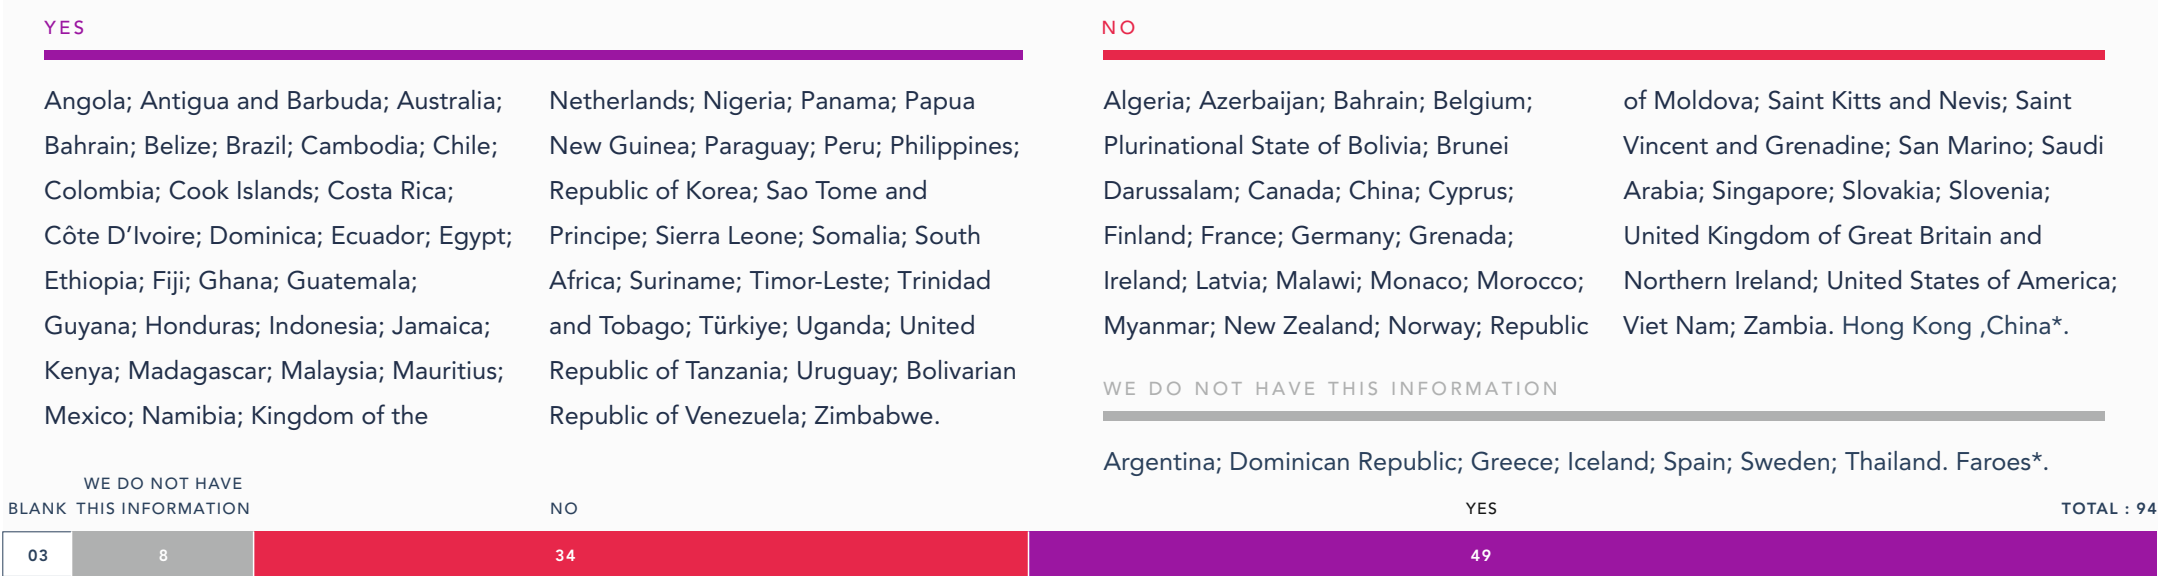 YES
Angola; Antigua and Barbuda; Australia;
Bahrain; Belize; Brazil; Cambodia; Chile;
Colombia; Cook Islands; Costa Rica;
Côte D’Ivoire; Dominica; Ecuador; Egypt;
Ethiopia; Fiji; Ghana; Guatemala;
Guyana; Honduras; Indonesia; Jamaica;
Kenya; Madagascar; Malaysia; Mauritius;
Mexico; Namibia; Kingdom of the
Netherlands; Nigeria; Panama; Papua
New Guinea; Paraguay; Peru; Philippines;
Republic of Korea; Sao Tome and
Principe; Sierra Leone; Somalia; South
Africa; Suriname; Timor-Leste; Trinidad
and Tobago; Türkiye; Uganda; United
Republic of Tanzania; Uruguay; Bolivarian
Republic of Venezuela; Zimbabwe.
NO
Algeria; Azerbaijan; Bahrain; Belgium;
Plurinational State of Bolivia; Brunei
Darussalam; Canada; China; Cyprus;
Finland; France; Germany; Grenada;
Ireland; Latvia; Malawi; Monaco; Morocco;
Myanmar; New Zealand; Norway; Republic
of Moldova; Saint Kitts and Nevis; Saint
Vincent and Grenadine; San Marino; Saudi
Arabia; Singapore; Slovakia; Slovenia;
United Kingdom of Great Britain and
Northern Ireland; United States of America;
Viet Nam; Zambia. Hong Kong ,China*.
WE DO NOT HAVE THIS INFORMATION
Argentina; Dominican Republic; Greece; Iceland; Spain; Sweden; Thailand. Faroes*.
BLANK
WE DO NOT HAVE
THIS INFORMATION
NO
YES
TOTAL : 94
03
8
34
49